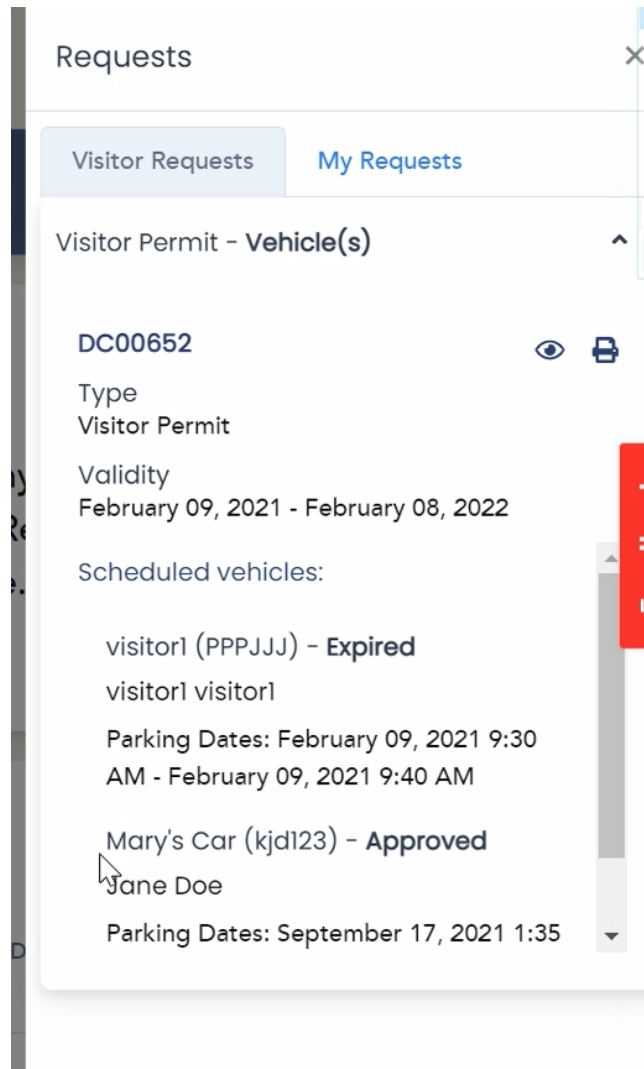 Requests
Visitor Requests
My Requests
Visitor Permit - Vehicle(s)
DC00652
Type
Visitor Permit
Validity
February 09, 2021 - February 08, 2022
Scheduled vehicles:
visitor1 (PPPJJJ) - Expired
visitor1 visitor1
Parking Dates: February 09, 2021 9:30
AM - February 09, 2021 9:40 AM
Mary's Car (kjd123) - Approved
Jane Doe
Parking Dates: September 17, 2021 1:35